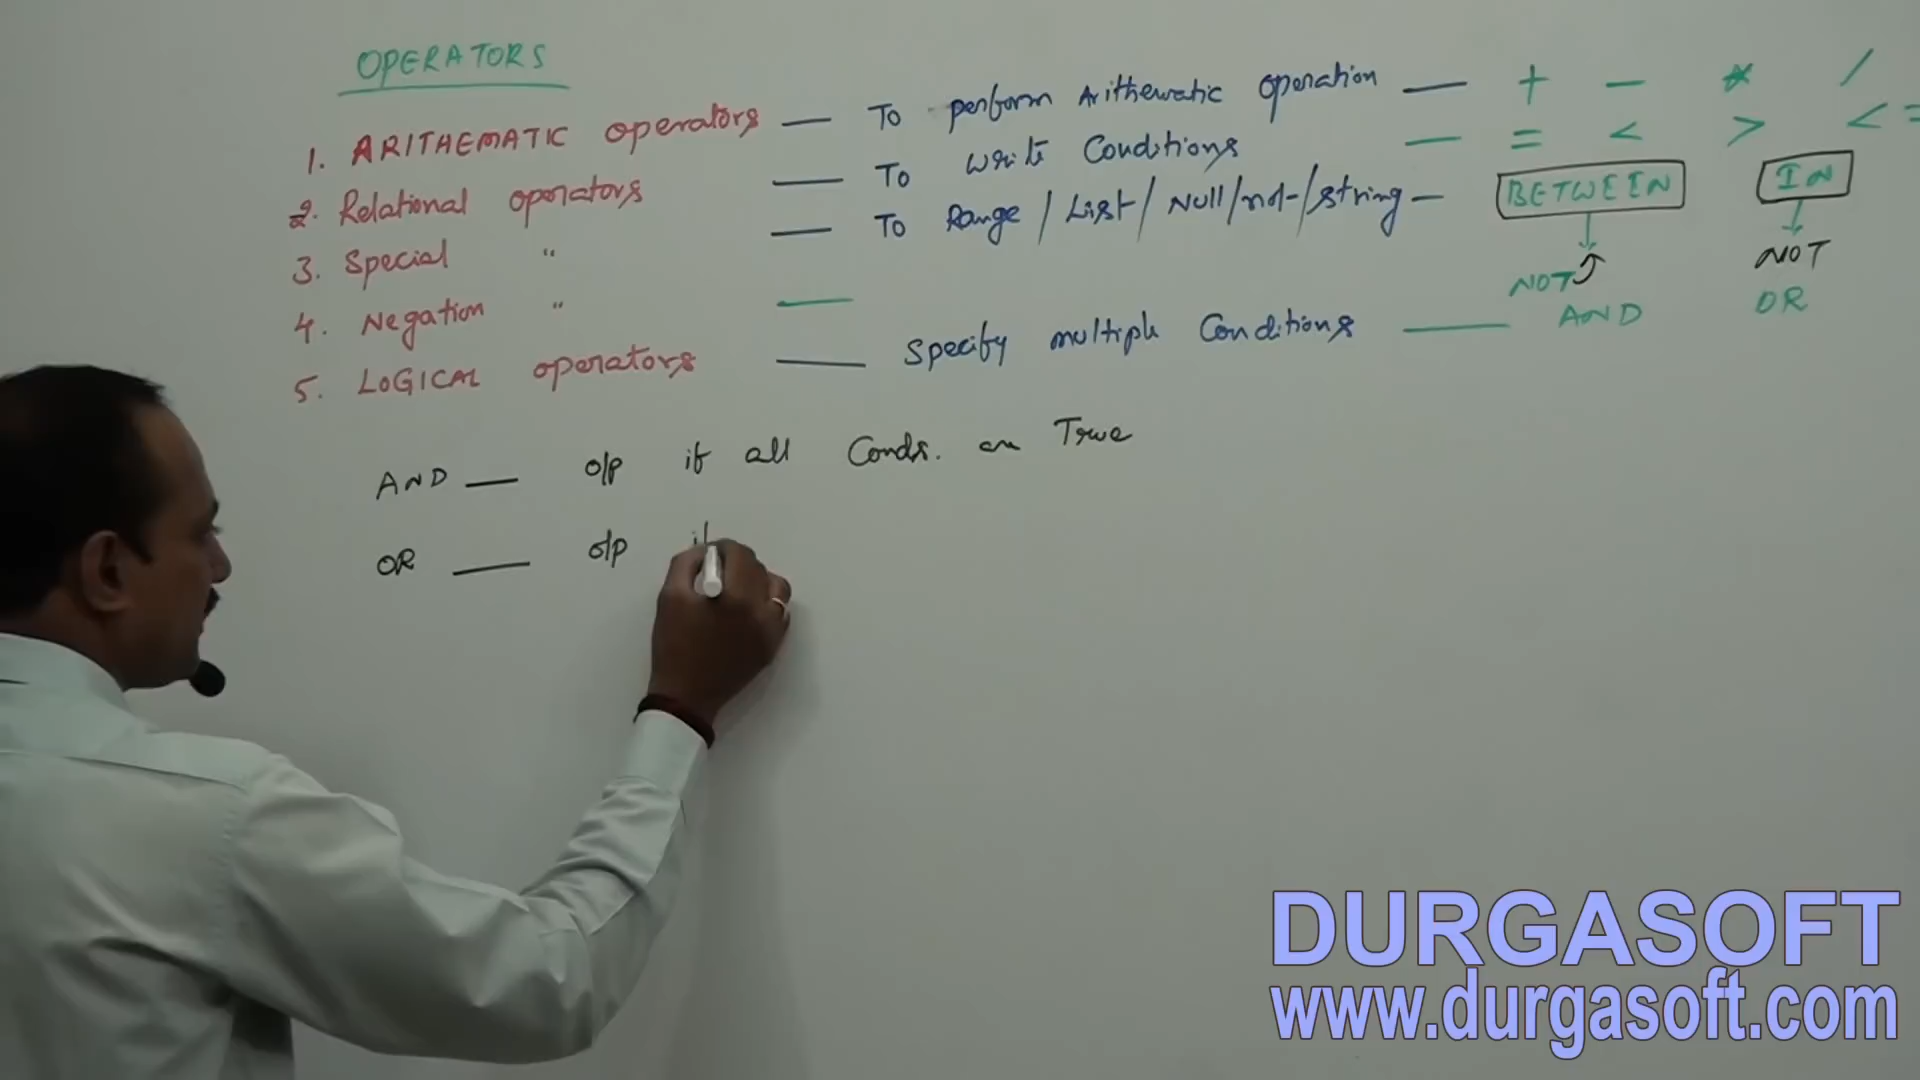 OPERATORS
1. ARITHEMATIC operators — To perform Arithematic operation — + - * /
2. Relational operators — To write Conditions — = < > < =
3. Special " — To Range / List / Null / not- / string — BETWEEN IN
4. Negation " — NOT NOT
5. LOGICAL operators — Specify multiple Conditions — AND OR
AND — o/p if all Conds. are True
OR — o/p if
DURGASOFT
www.durgasoft.com